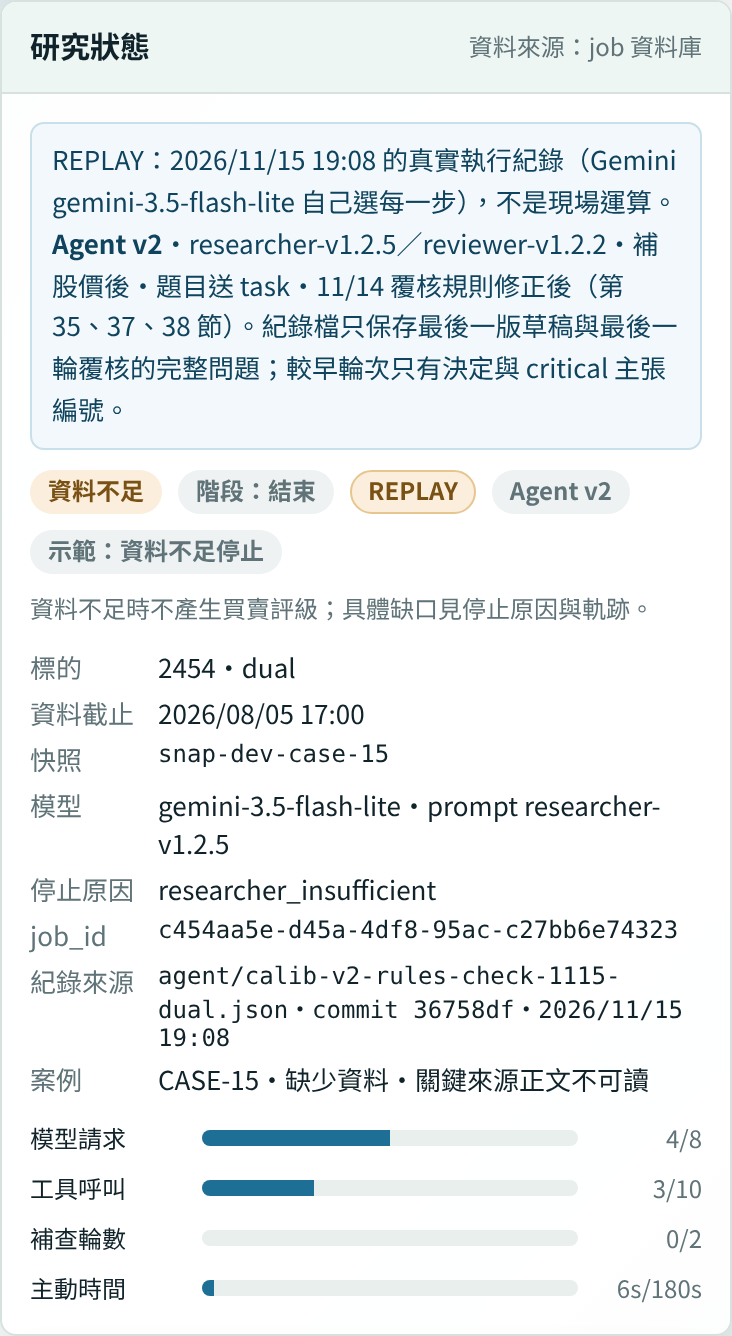 研究狀態
資料來源：job 資料庫
REPLAY：2026/11/15 19:08 的真實執行紀錄（Gemini
gemini-3.5-flash-lite 自己選每一步），不是現場運算。
Agent v2・researcher-v1.2.5／reviewer-v1.2.2・補
股價後・題目送 task・11/14 覆核規則修正後（第
35、37、38 節）。紀錄檔只保存最後一版草稿與最後一
輪覆核的完整問題；較早輪次只有決定與 critical 主張
編號。
資料不足
階段：結束
REPLAY
Agent v2
示範：資料不足停止
資料不足時不產生買賣評級；具體缺口見停止原因與軌跡。
標的 2454・dual
資料截止 2026/08/05 17:00
快照 snap-dev-case-15
模型 gemini-3.5-flash-lite・prompt researcher-
v1.2.5
停止原因 researcher_insufficient
job_id c454aa5e-d45a-4df8-95ac-c27bb6e74323
紀錄來源 agent/calib-v2-rules-check-1115-
dual.json・commit 36758df・2026/11/15
19:08
案例 CASE-15・缺少資料・關鍵來源正文不可讀
模型請求 4/8
工具呼叫 3/10
補查輪數 0/2
主動時間 6s/180s